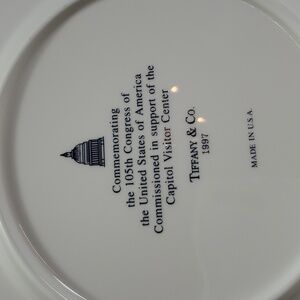 Commemorating
the 105th Congress of
the United States of America
Commissioned in support of the
Capitol Visitor Center
TIFFANY & CO.
1997
MADE IN U.S.A.